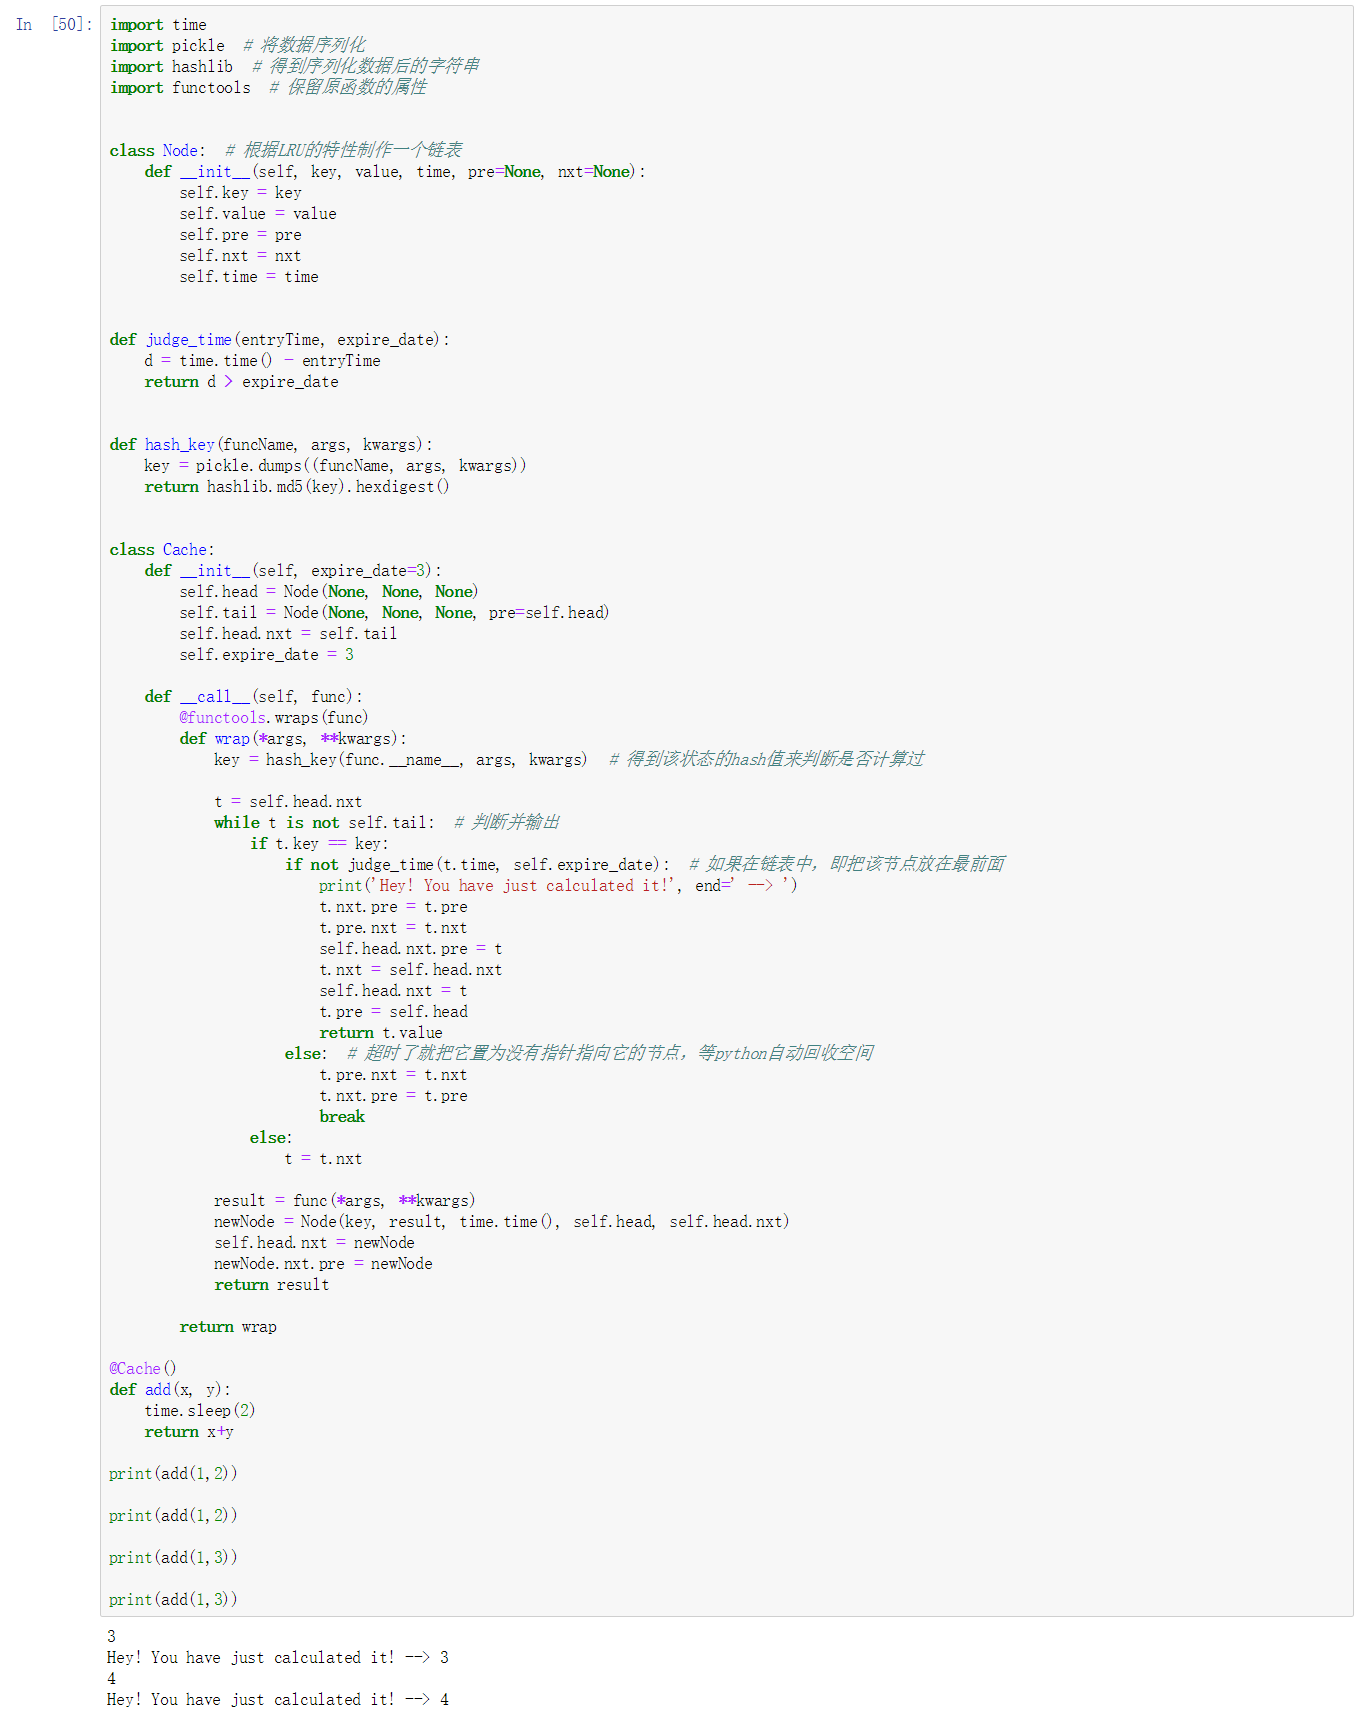 In [50]: import time
import pickle  # 将数据序列化
import hashlib  # 得到序列化数据后的字符串
import functools  # 保留原函数的属性
class Node:  # 根据LRU的特性制作一个链表
    def __init__(self, key, value, time, pre=None, nxt=None):
        self.key = key
        self.value = value
        self.pre = pre
        self.nxt = nxt
        self.time = time
def judge_time(entryTime, expire_date):
    d = time.time() - entryTime
    return d > expire_date
def hash_key(funcName, args, kwargs):
    key = pickle.dumps((funcName, args, kwargs))
    return hashlib.md5(key).hexdigest()
class Cache:
    def __init__(self, expire_date=3):
        self.head = Node(None, None, None)
        self.tail = Node(None, None, None, pre=self.head)
        self.head.nxt = self.tail
        self.expire_date = 3
    def __call__(self, func):
        @functools.wraps(func)
        def wrap(*args, **kwargs):
            key = hash_key(func.__name__, args, kwargs)  # 得到该状态的hash值来判断是否计算过
            t = self.head.nxt
            while t is not self.tail:  # 判断并输出
                if t.key == key:
                    if not judge_time(t.time, self.expire_date):  # 如果在链表中，即把该节点放在最前面
                        print('Hey! You have just calculated it!', end=' --> ')
                        t.nxt.pre = t.pre
                        t.pre.nxt = t.nxt
                        self.head.nxt.pre = t
                        t.nxt = self.head.nxt
                        self.head.nxt = t
                        t.pre = self.head
                        return t.value
                    else:  # 超时了就把它置为没有指针指向它的节点，等python自动回收空间
                        t.pre.nxt = t.nxt
                        t.nxt.pre = t.pre
                        break
                else:
                    t = t.nxt
            result = func(*args, **kwargs)
            newNode = Node(key, result, time.time(), self.head, self.head.nxt)
            self.head.nxt = newNode
            newNode.nxt.pre = newNode
            return result
        return wrap
@Cache()
def add(x, y):
    time.sleep(2)
    return x+y
print(add(1,2))
print(add(1,2))
print(add(1,3))
print(add(1,3))
3
Hey! You have just calculated it! --> 3
4
Hey! You have just calculated it! --> 4